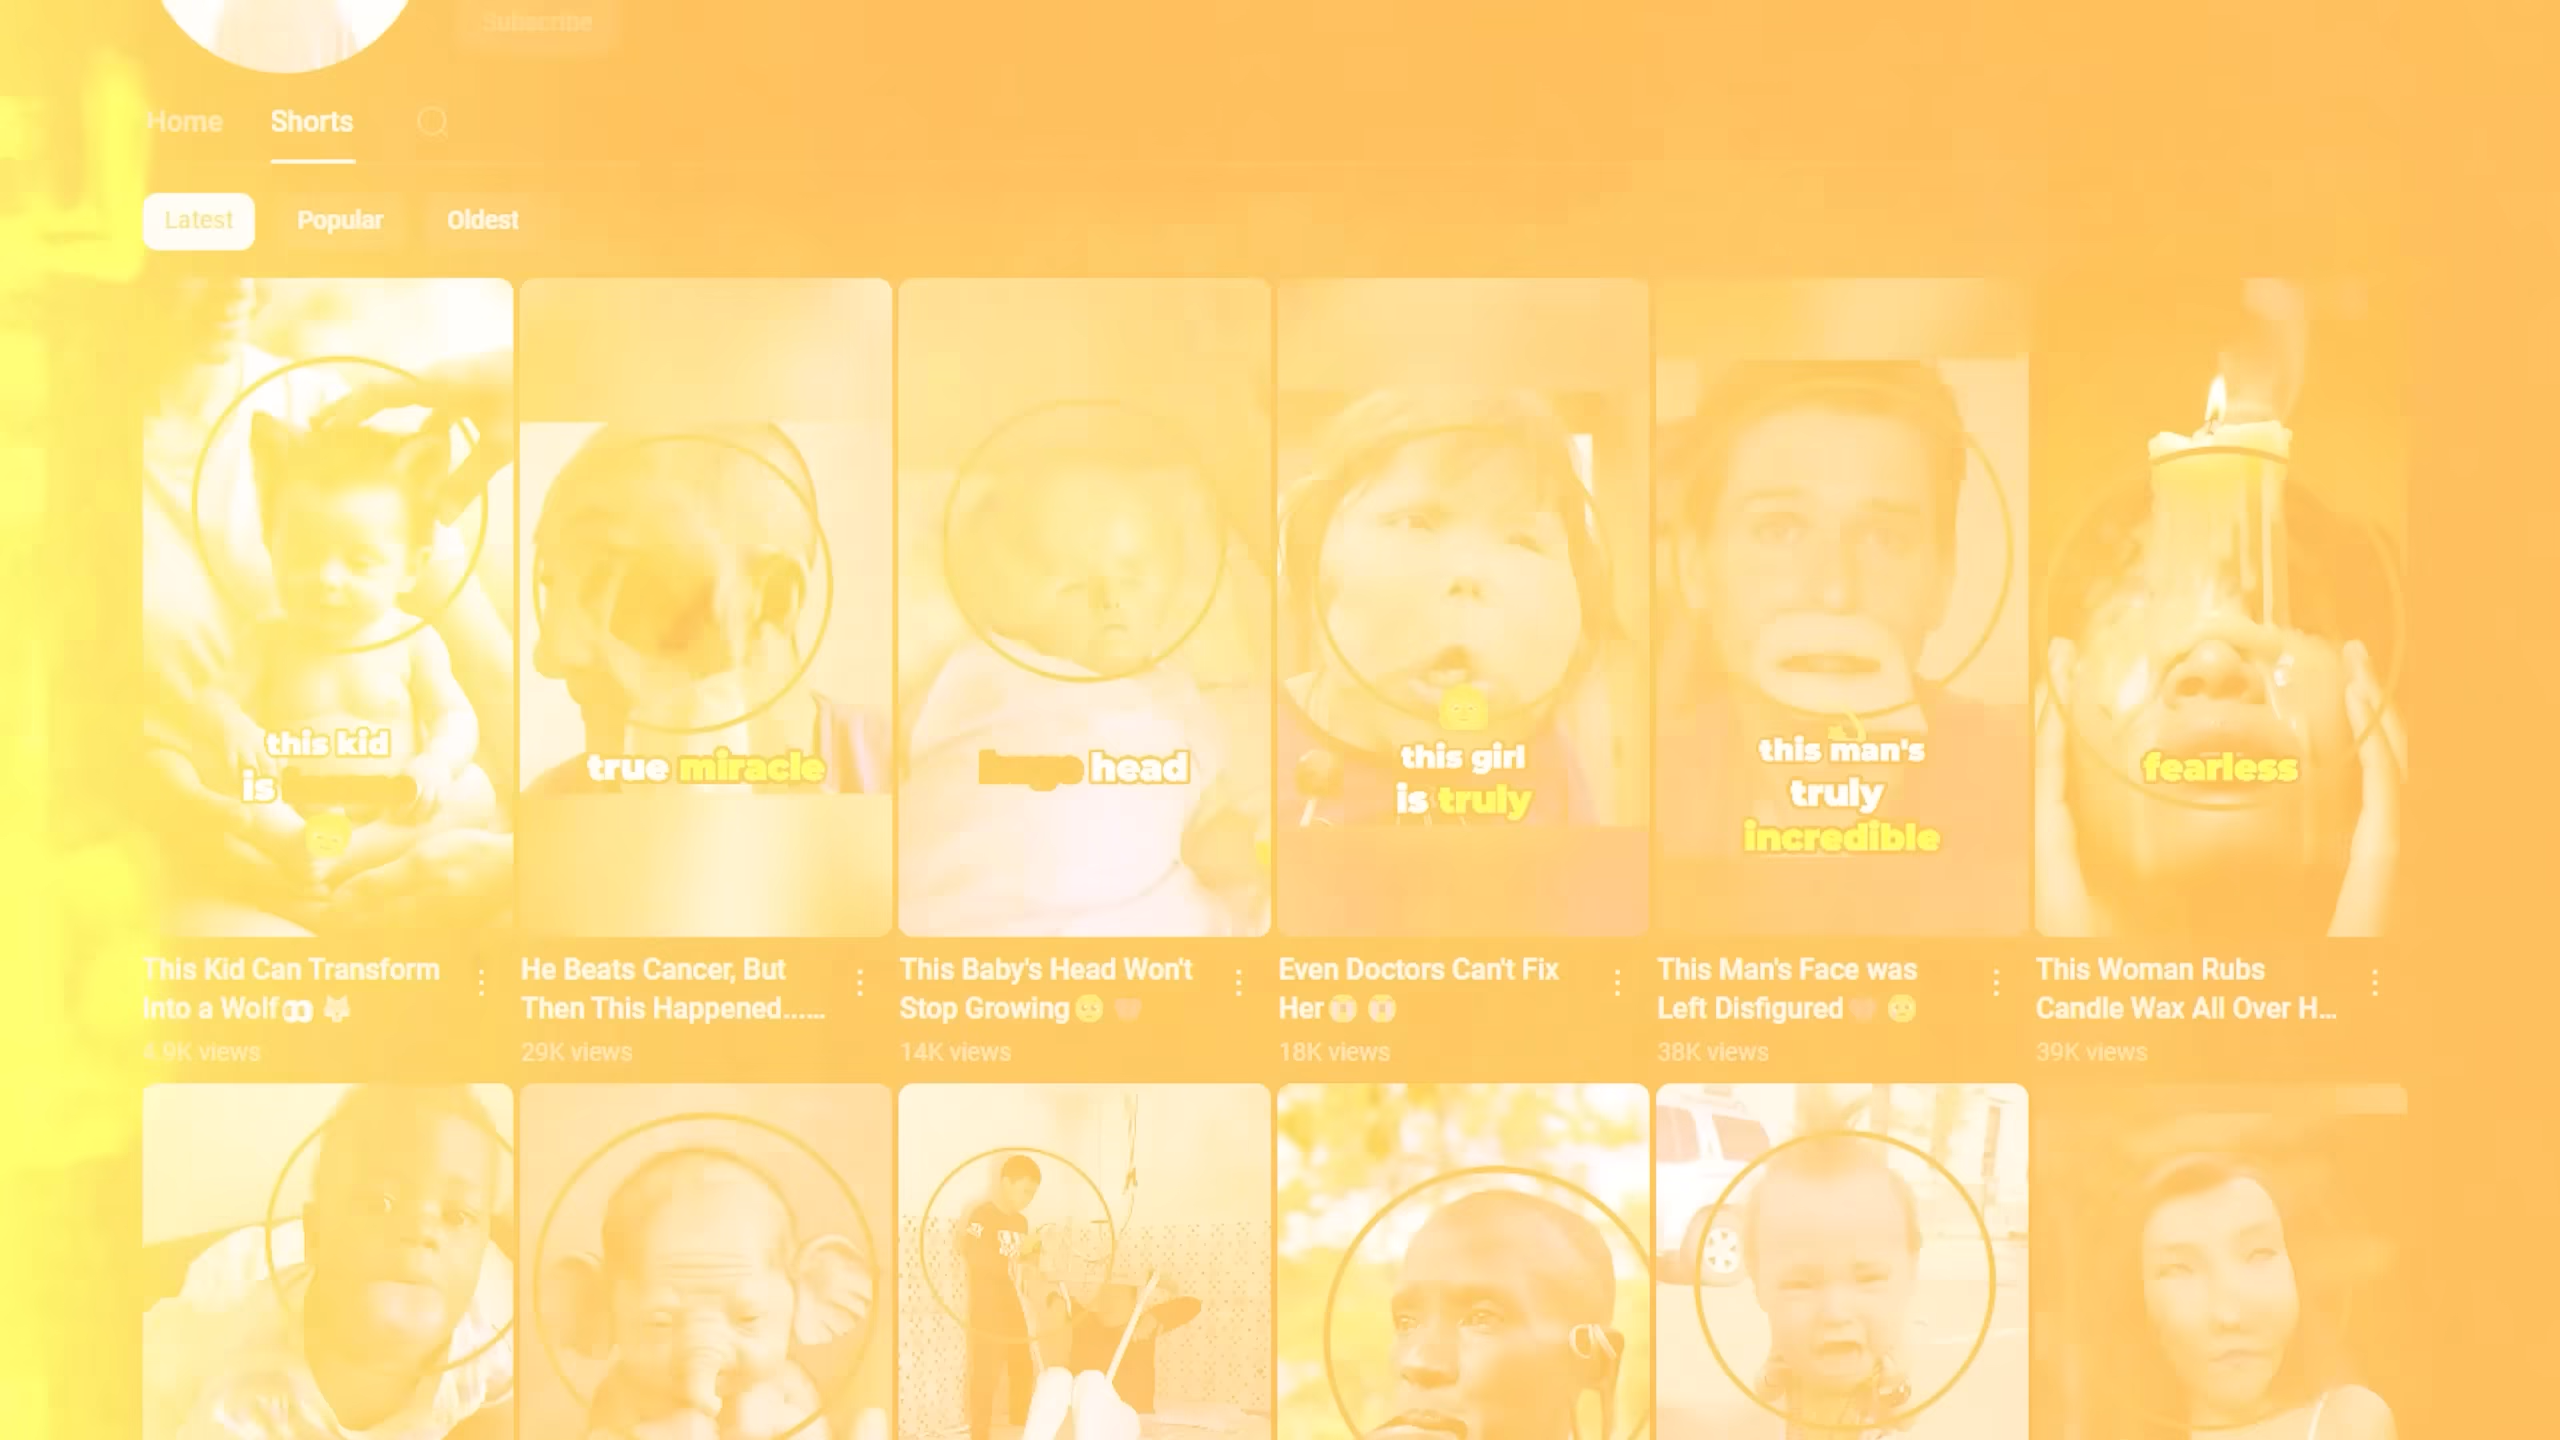 Subscribe
Home Shorts
Latest Popular Oldest
this kid
is
true miracle
head
this girl
is truly
this man's
truly
incredible
fearless
This Kid Can Transform
Into a Wolf👀 🐺
He Beats Cancer, But
Then This Happened......
This Baby's Head Won't
Stop Growing
Even Doctors Can't Fix
Her
This Man's Face was
Left Disfigured
This Woman Rubs
Candle Wax All Over H...
4.9K views
29K views
14K views
18K views
38K views
39K views